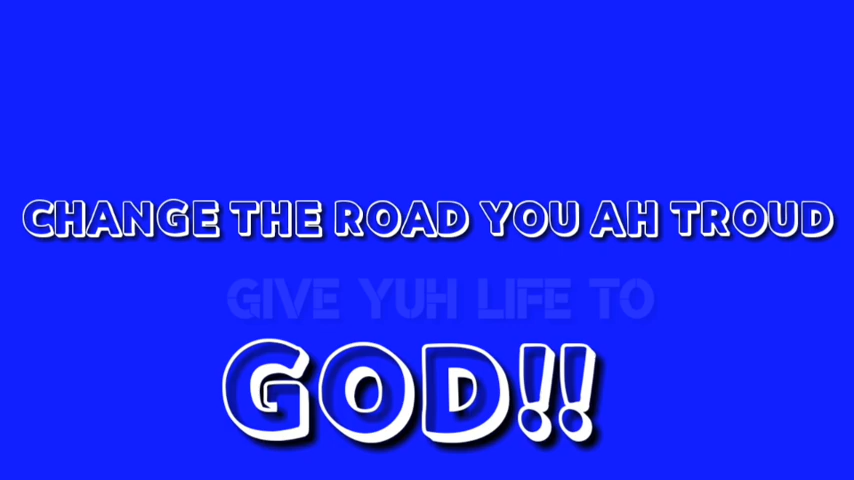 CHANGE THE ROAD YOU AH TROUD
GIVE YUH LIFE TO
GOD!!